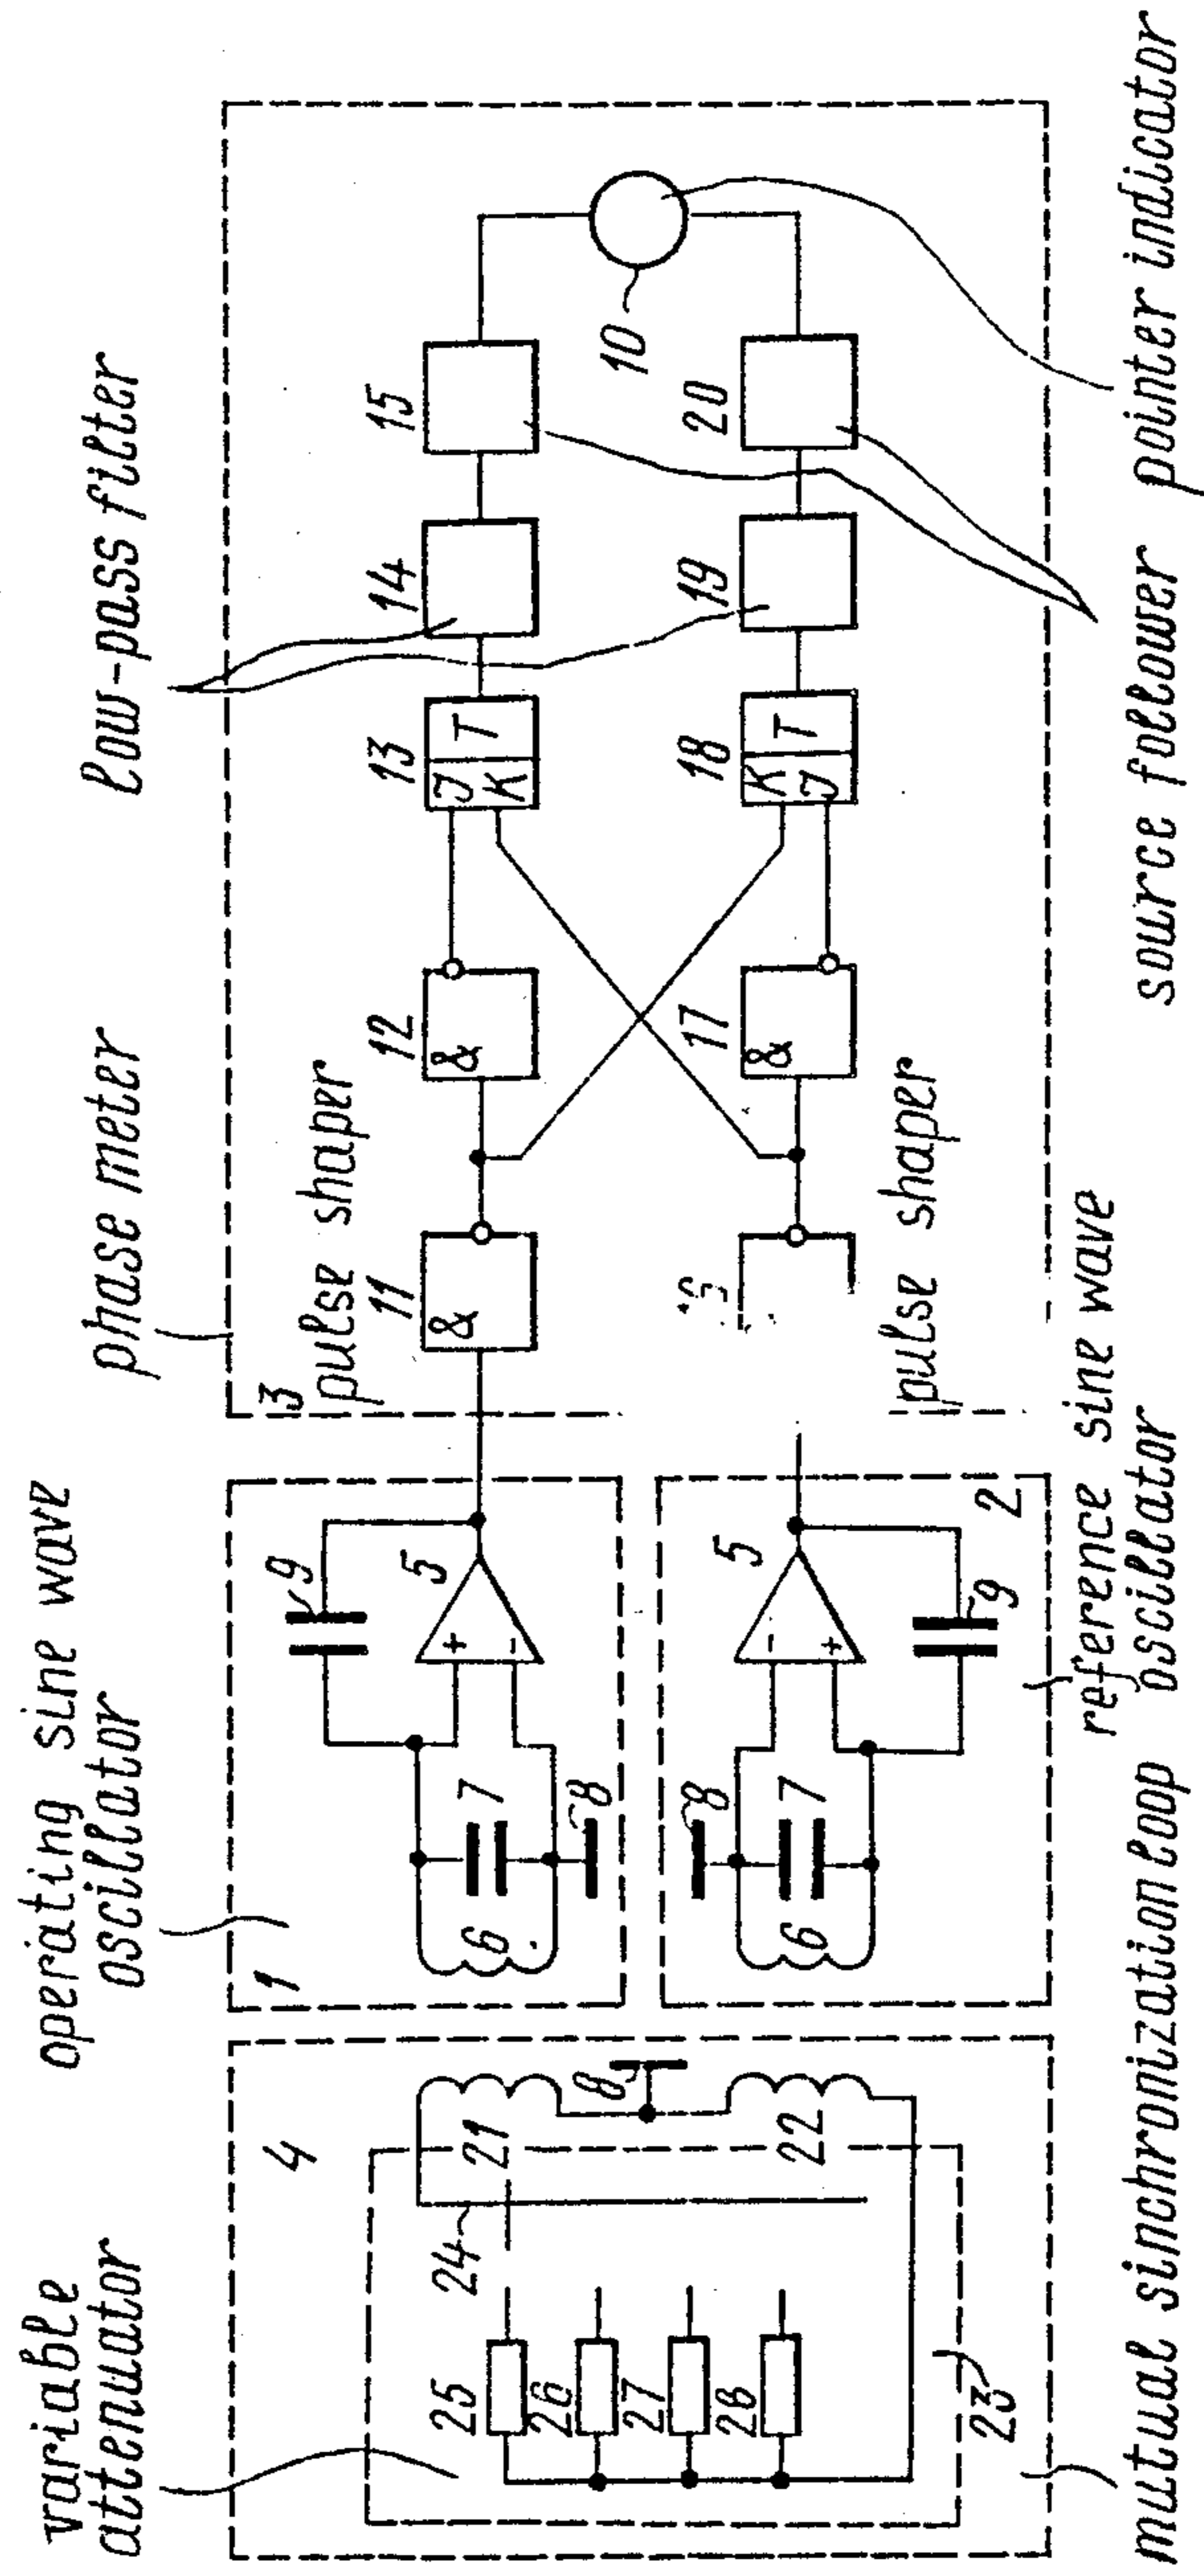 variable
attenuator
operating sine wave
oscillator
phase meter
low-pass filter
4
1
3
pulse shaper
9
5
+
-
6
7
8
11
&
12
&
13
J
K
T
14
15
10
24
21
8
22
25
26
27
28
23
8
6
7
5
-
+
9
2
17
&
18
K
J
T
19
20
pulse shaper
mutual sinchronization loop
reference sine wave
oscillator
source follower
pointer indicator